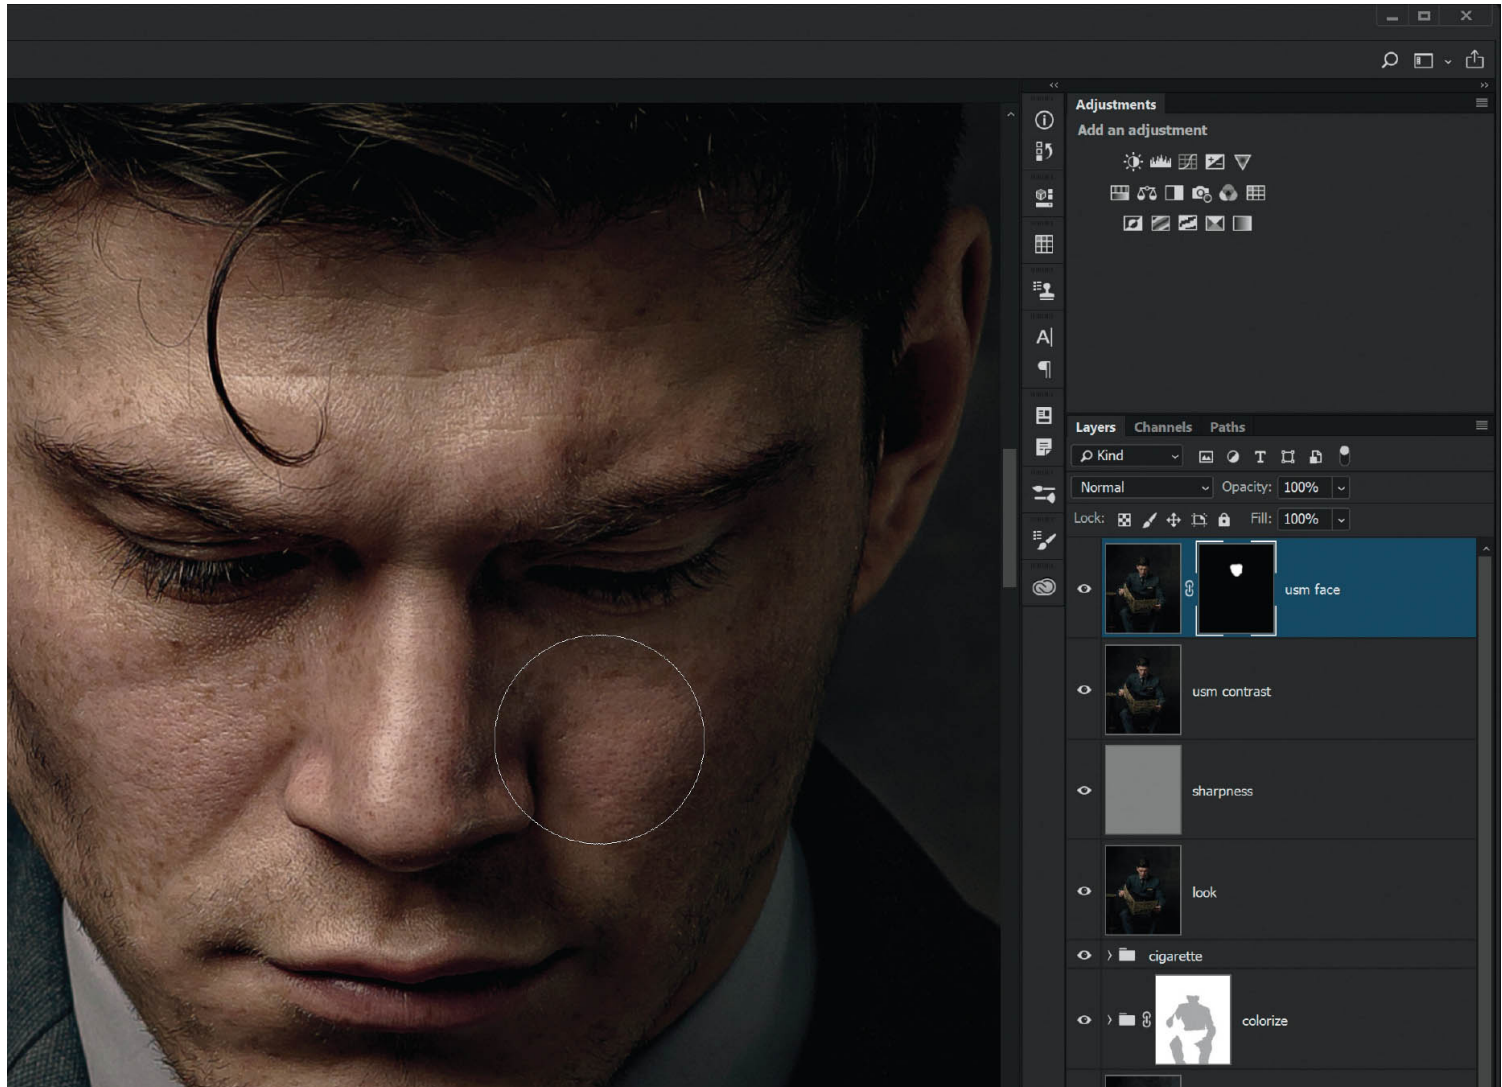 Adjustments
Add an adjustment
Layers Channels Paths
Kind
Normal Opacity: 100%
Lock: Fill: 100%
usm face
usm contrast
sharpness
look
cigarette
colorize